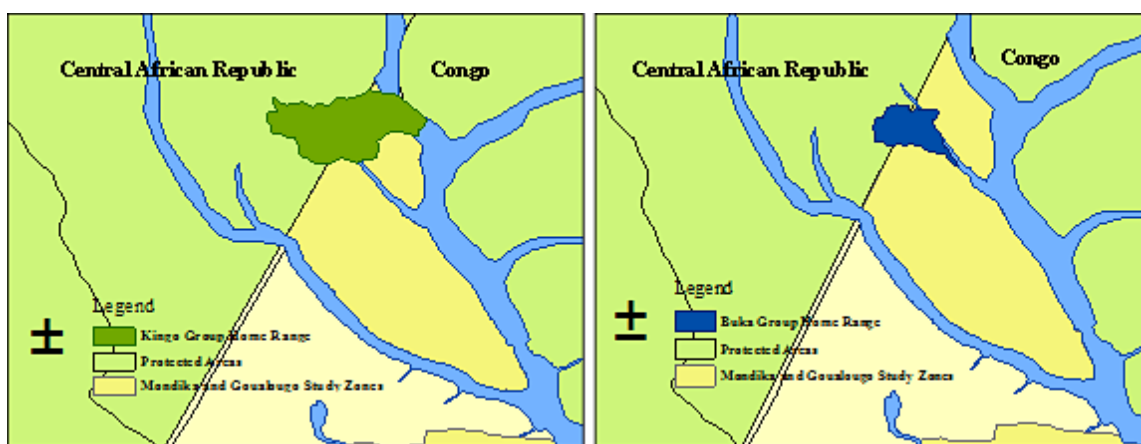 Central African Republic
Congo
Legend
Kingo Group Home Range
Protected Areas
Mondika and Goualougo Study Zones
Central African Republic
Congo
Legend
Buka Group Home Range
Protected Areas
Mondika and Goualougo Study Zones